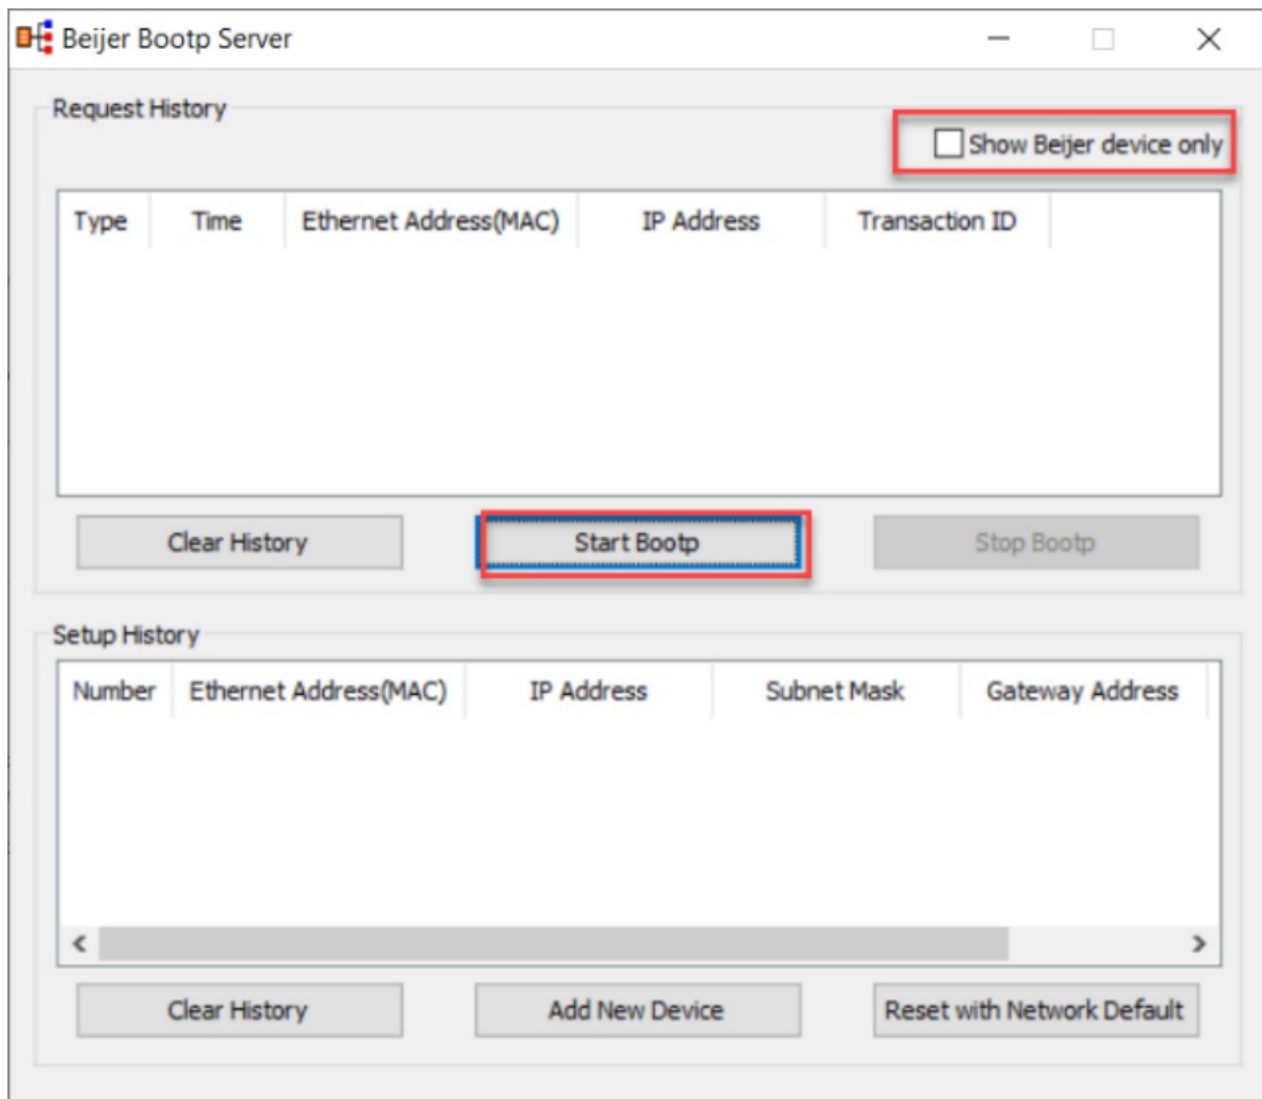 Beijer Bootp Server
Request History
Show Beijer device only
Type Time Ethernet Address(MAC) IP Address Transaction ID
Clear History Start Bootp Stop Bootp
Setup History
Number Ethernet Address(MAC) IP Address Subnet Mask Gateway Address
Clear History Add New Device Reset with Network Default